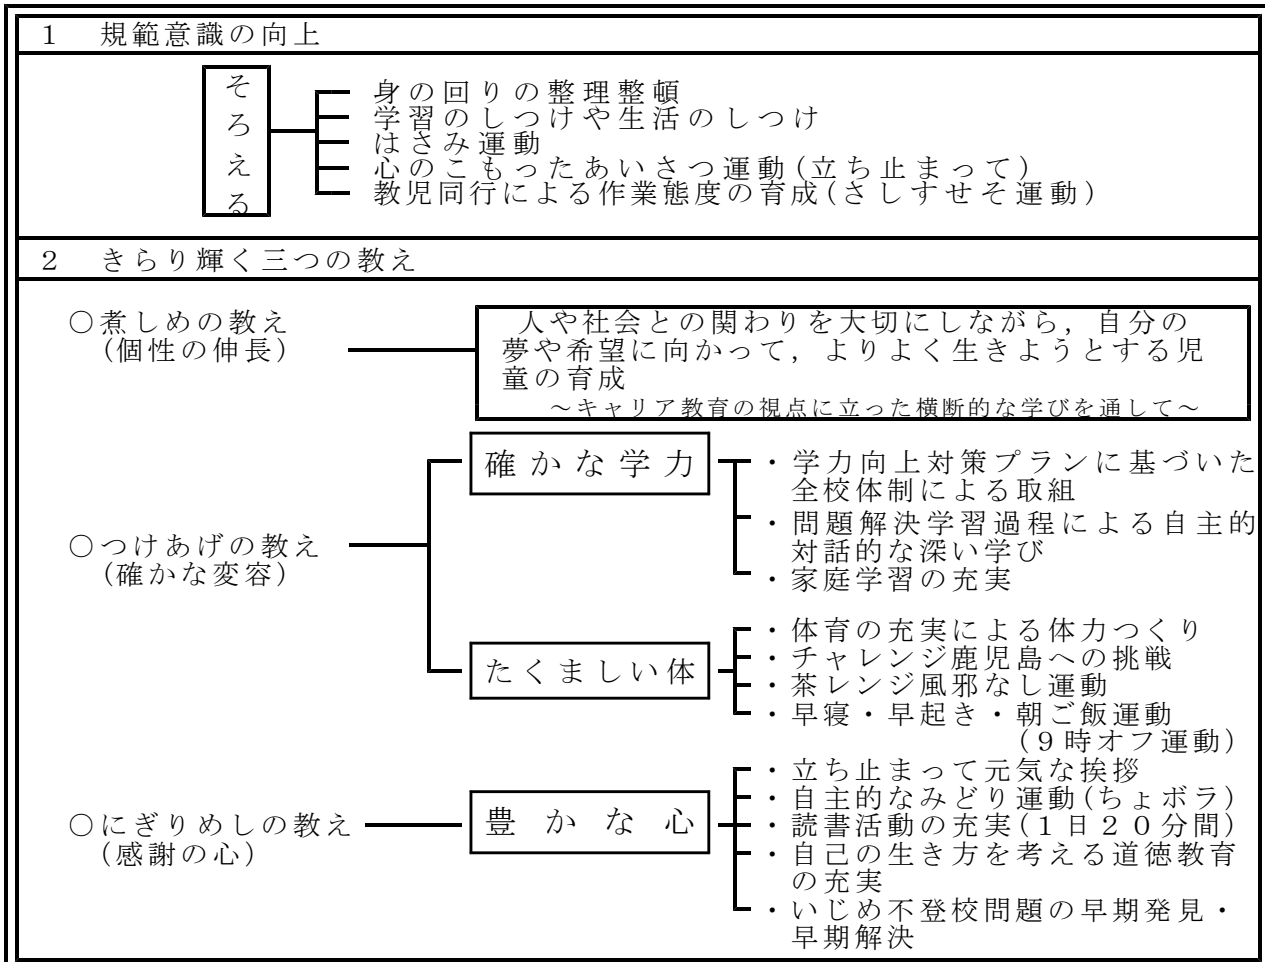 １　規範意識の向上
そろえる
身の回りの整理整頓
学習のしつけや生活のしつけ
はさみ運動
心のこもったあいさつ運動(立ち止まって)
教児同行による作業態度の育成(さしすせそ運動)
２　きらり輝く三つの教え
○煮しめの教え
(個性の伸長)
人や社会との関わりを大切にしながら，自分の
夢や希望に向かって，よりよく生きようとする児
童の育成
～キャリア教育の視点に立った横断的な学びを通して～
○つけあげの教え
(確かな変容)
確かな学力
・学力向上対策プランに基づいた
全校体制による取組
・問題解決学習過程による自主的
対話的な深い学び
・家庭学習の充実
たくましい体
・体育の充実による体力つくり
・チャレンジ鹿児島への挑戦
・茶レンジ風邪なし運動
・早寝・早起き・朝ご飯運動
(９時オフ運動)
○にぎりめしの教え
(感謝の心)
豊かな心
・立ち止まって元気な挨拶
・自主的なみどり運動(ちょボラ)
・読書活動の充実(１日２０分間)
・自己の生き方を考える道徳教育
の充実
・いじめ不登校問題の早期発見・
早期解決